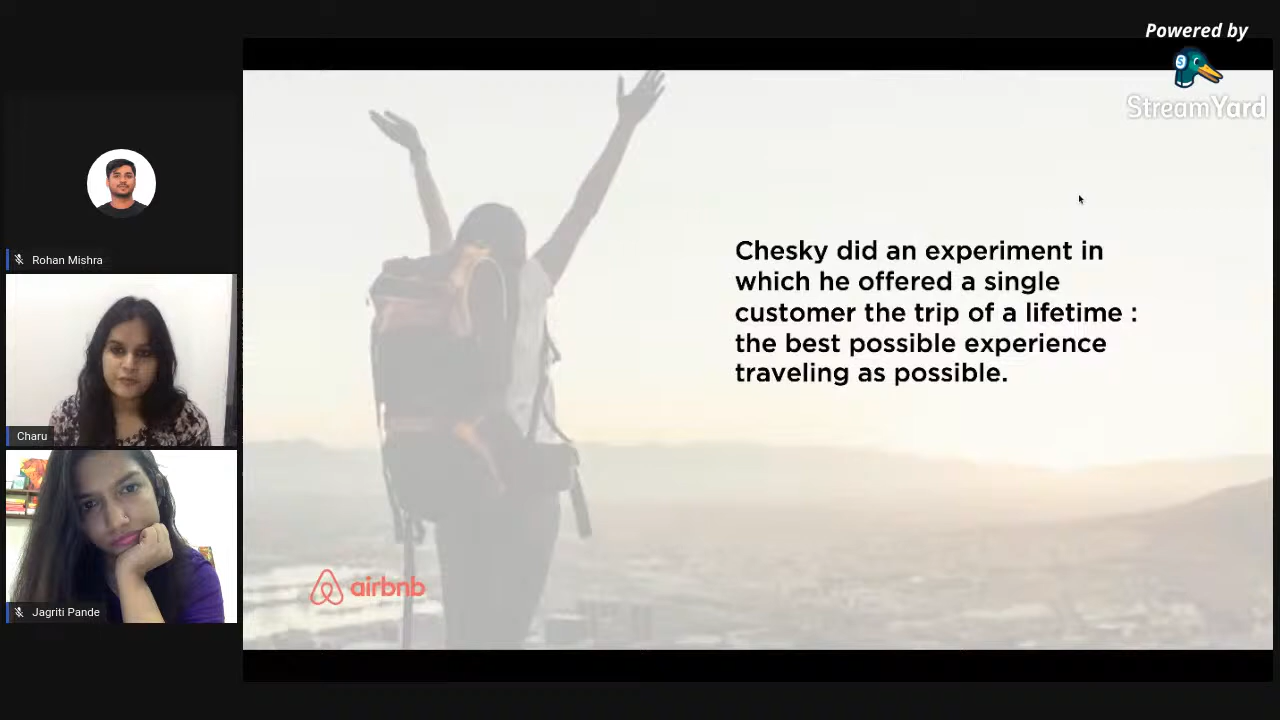 Powered by
StreamYard
Rohan Mishra
Charu
Jagriti Pande
Chesky did an experiment in
which he offered a single
customer the trip of a lifetime :
the best possible experience
traveling as possible.
airbnb